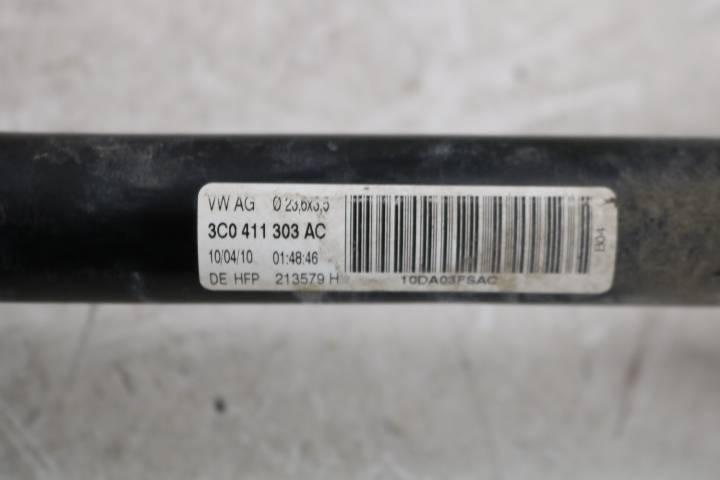 VW AG Ø 23,6x3,5
3C0 411 303 AC
10/04/10 01:48:46
DE HFP 213579 H
10DA03FSAC
B04